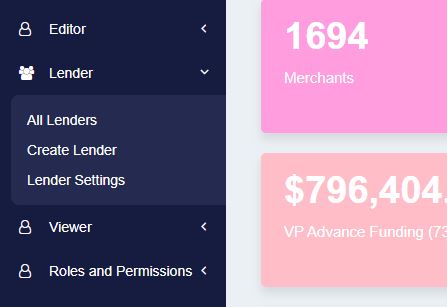 Editor
Lender
All Lenders
Create Lender
Lender Settings
Viewer
Roles and Permissions
1694
Merchants
$796,404.
VP Advance Funding (73